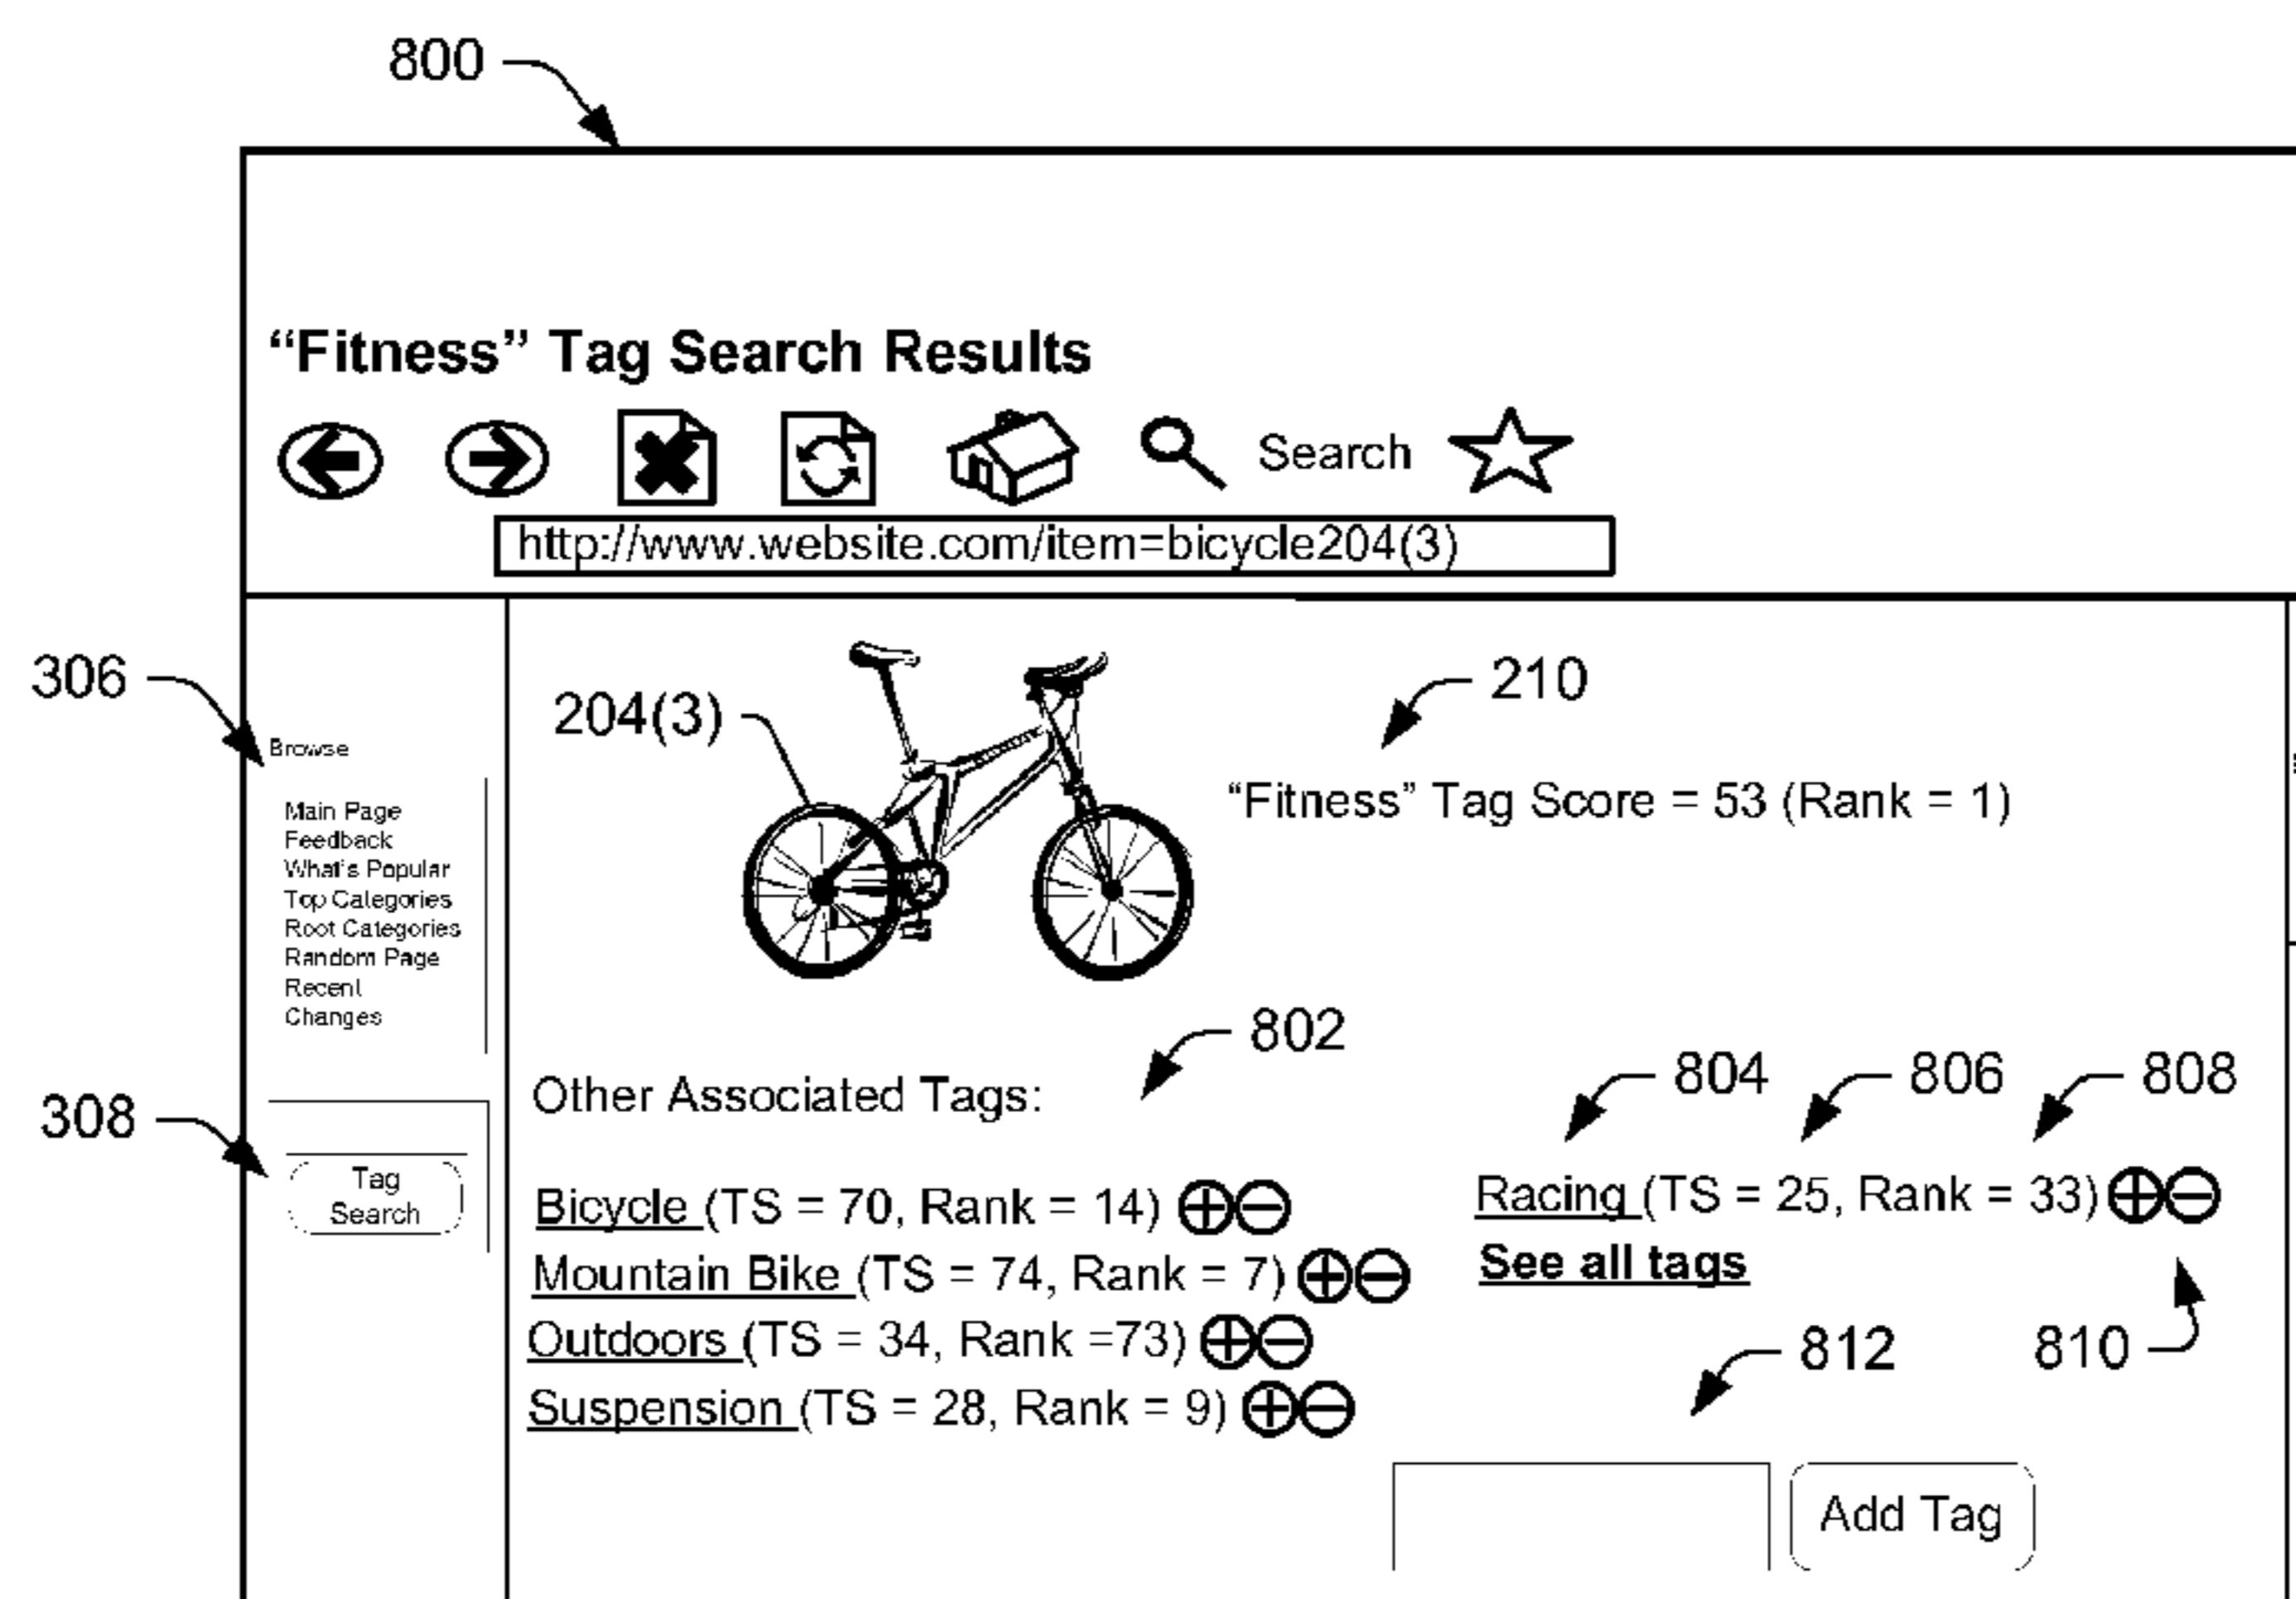 800
“Fitness” Tag Search Results
Search
http://www.website.com/item=bicycle204(3)
306
Browse
Main Page
Feedback
What's Popular
Top Categories
Root Categories
Random Page
Recent
Changes
308
Tag
Search
204(3)
210
“Fitness” Tag Score = 53 (Rank = 1)
802
Other Associated Tags:
Bicycle (TS = 70, Rank = 14)
Mountain Bike (TS = 74, Rank = 7)
Outdoors (TS = 34, Rank =73)
Suspension (TS = 28, Rank = 9)
804
806
808
Racing (TS = 25, Rank = 33)
See all tags
810
812
Add Tag